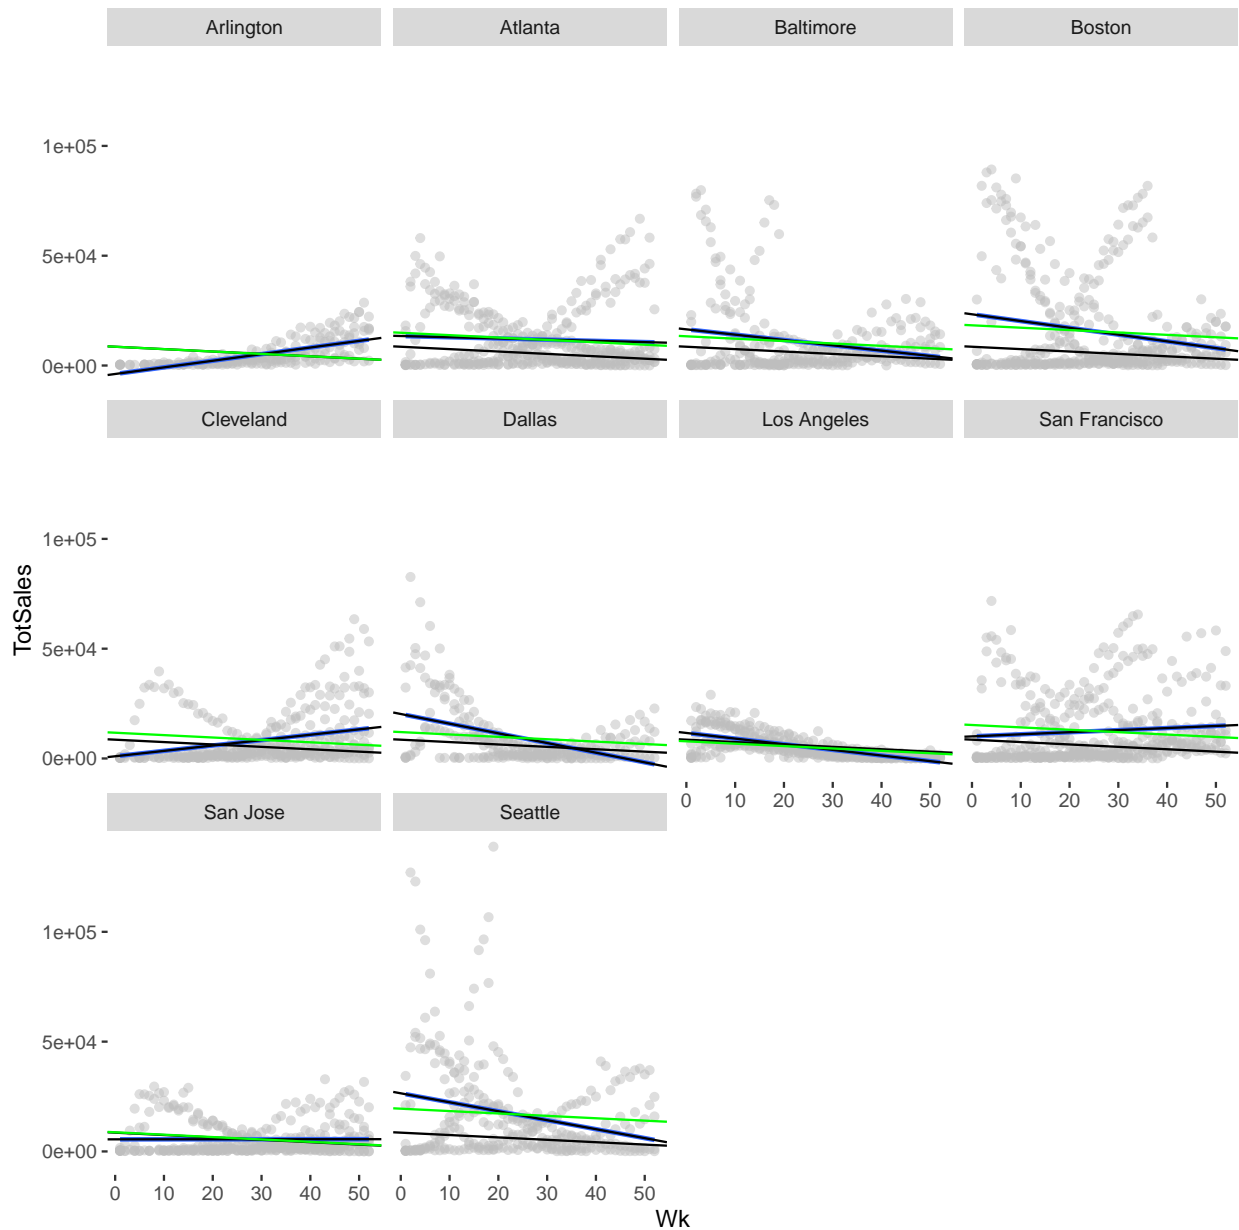 Arlington Atlanta Baltimore Boston
1e+05
5e+04
0e+00
Cleveland Dallas Los Angeles San Francisco
1e+05
5e+04
0e+00
0 10 20 30 40 50 0 10 20 30 40 50
San Jose Seattle
1e+05
5e+04
0e+00
0 10 20 30 40 50 0 10 20 30 40 50
TotSales
Wk